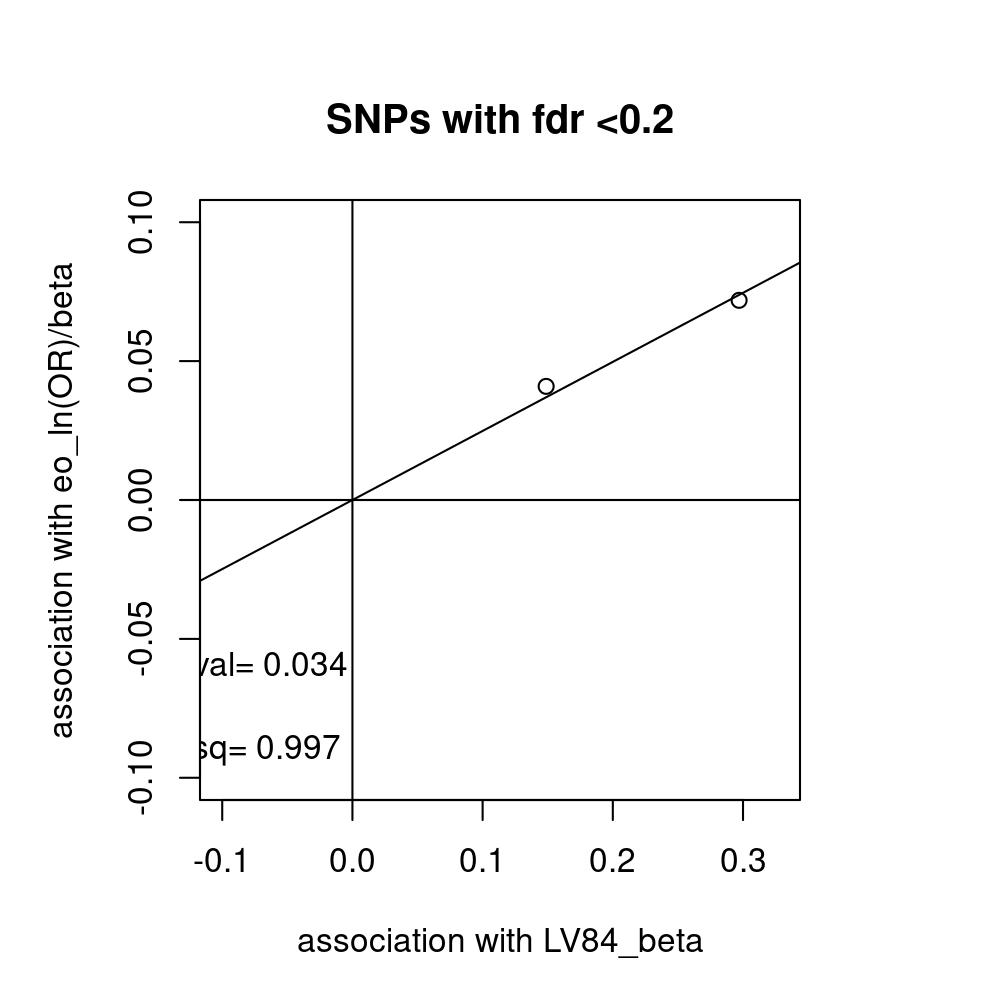 SNPs with fdr <0.2
association with eo_ln(OR)/beta
0.10
0.05
0.00
-0.05
-0.10
val= 0.034
sq= 0.997
-0.1 0.0 0.1 0.2 0.3
association with LV84_beta